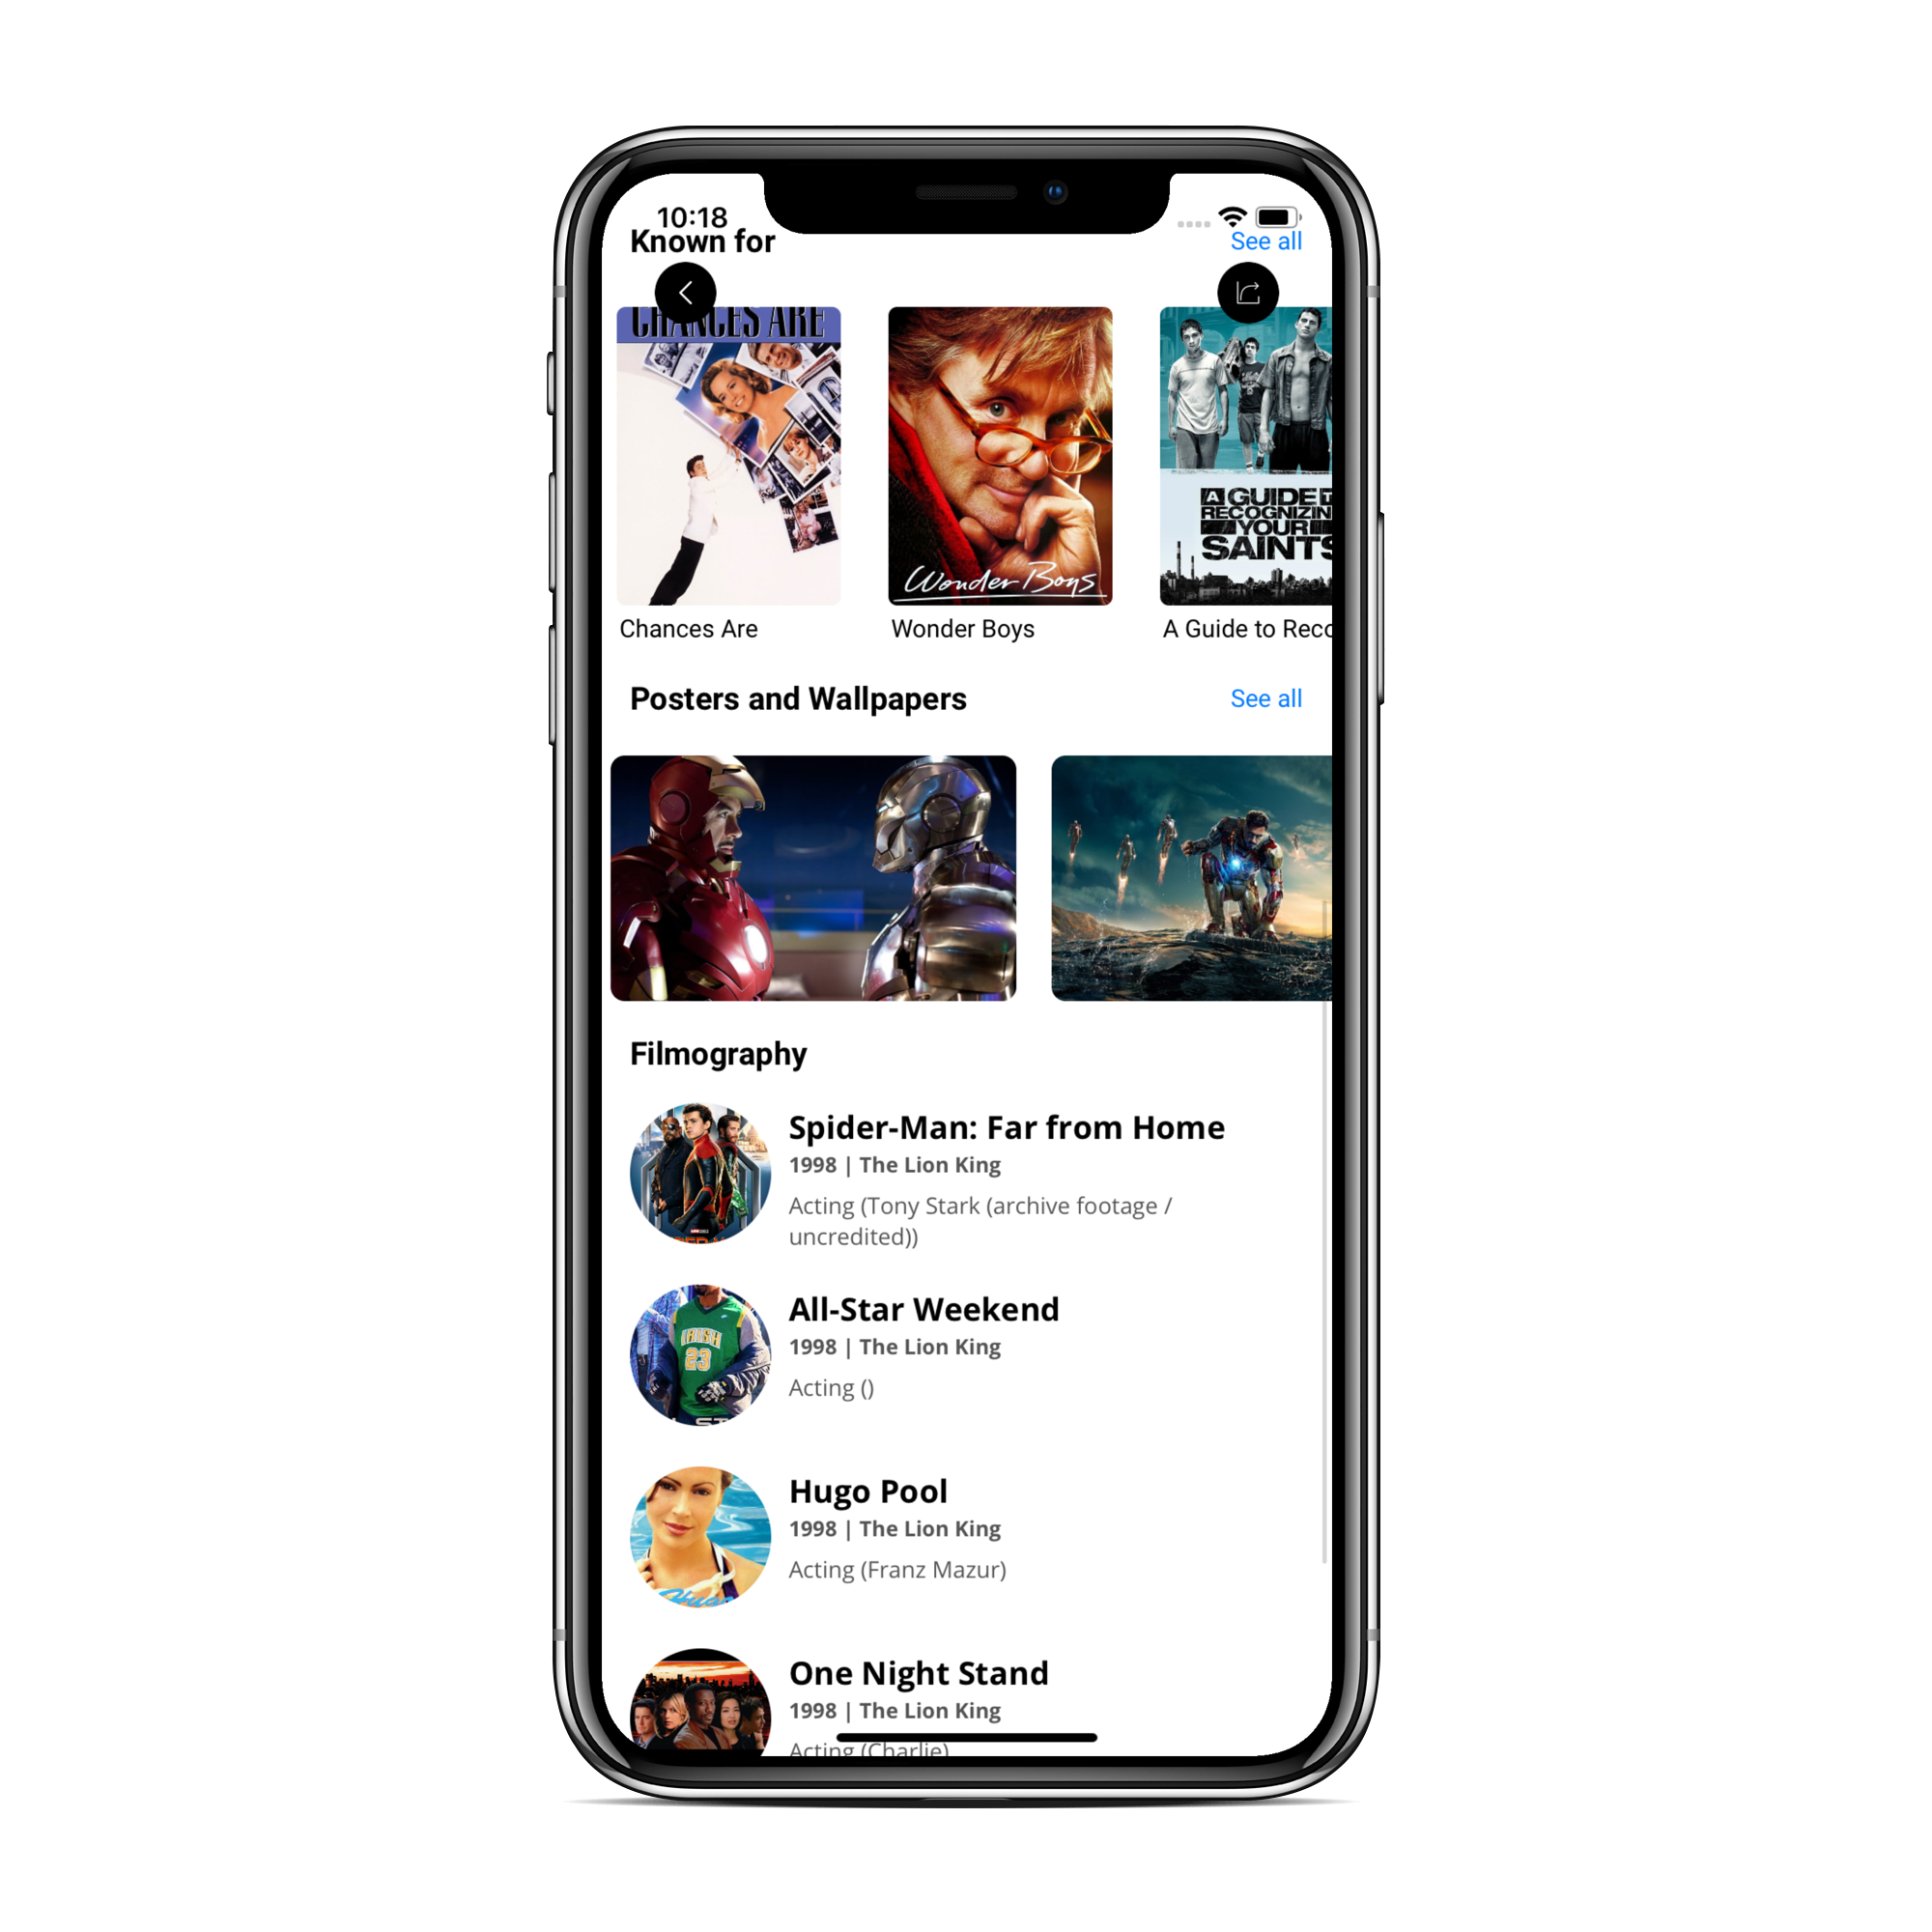 10:18
Known for
See all
CHANCES ARE
Wonder Boys
A GUIDE T
RECOGNIZIN
YOUR
SAINTS
Chances Are
Wonder Boys
A Guide to Reco
Posters and Wallpapers
See all
Filmography
Spider-Man: Far from Home
1998 | The Lion King
Acting (Tony Stark (archive footage /
uncredited))
IRISH
23
All-Star Weekend
1998 | The Lion King
Acting ()
Hugo Pool
1998 | The Lion King
Acting (Franz Mazur)
One Night Stand
1998 | The Lion King
Acting (Charlie)